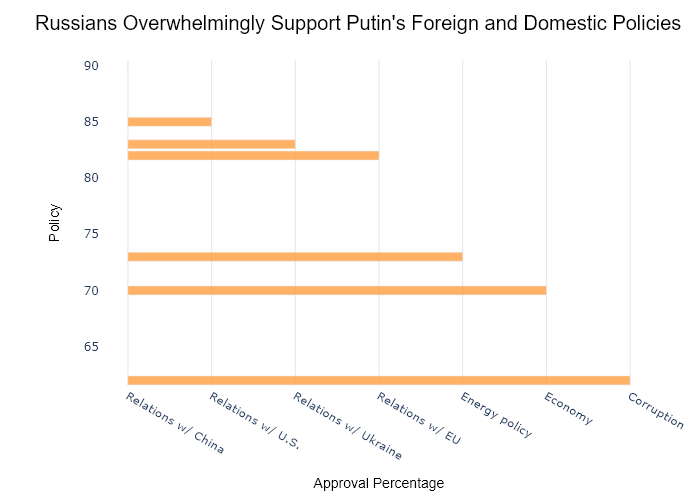 Russians Overwhelmingly Support Putin's Foreign and Domestic Policies
90
85
80
75
70
65
Policy
Relations w/ China
Relations w/ U.S.
Relations w/ Ukraine
Relations w/ EU
Energy policy
Economy
Corruption
Approval Percentage